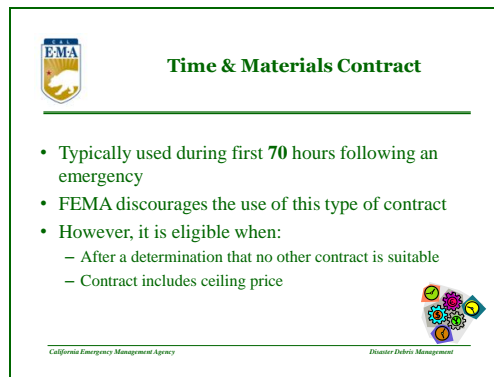 CAL
E·M·A
Time & Materials Contract
• Typically used during first 70 hours following an
emergency
• FEMA discourages the use of this type of contract
• However, it is eligible when:
– After a determination that no other contract is suitable
– Contract includes ceiling price
California Emergency Management Agency
Disaster Debris Management